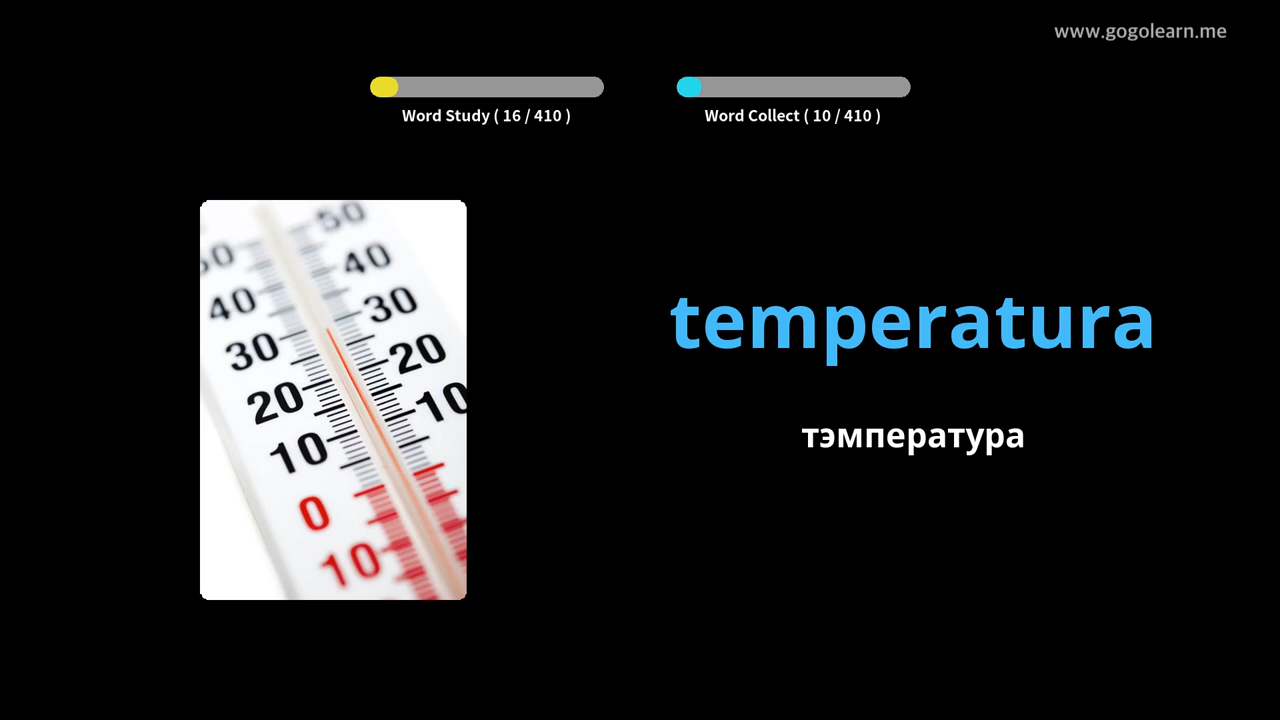 www.gogolearn.me
Word Study ( 16 / 410 )
Word Collect ( 10 / 410 )
50
50
40
40
30
30
20
20
10
10
0
10
temperatura
тэмпература